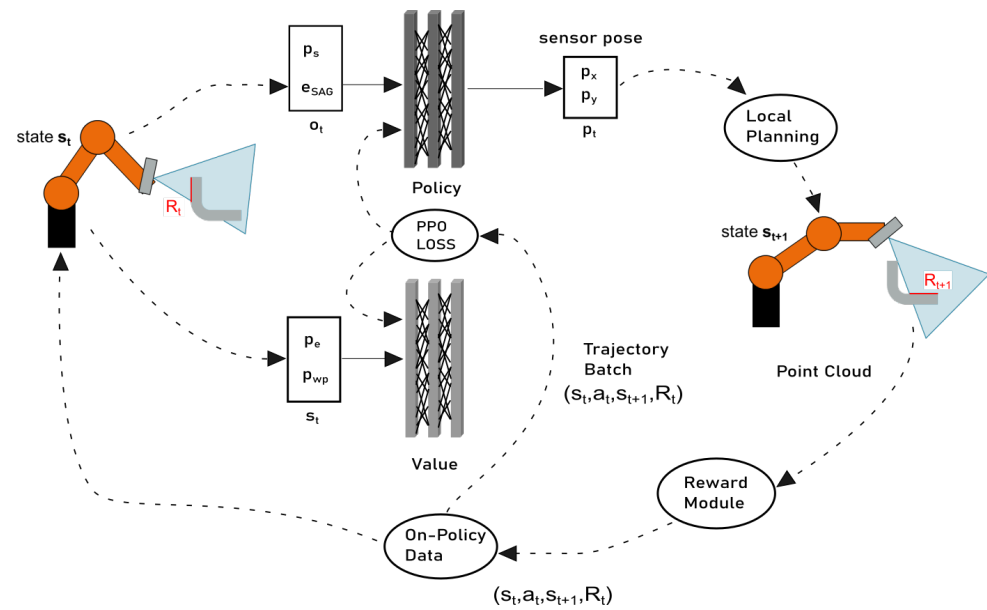 sensor pose
p_s
e_SAG
o_t
p_x
p_y
p_t
Local
Planning
state s_t
R_t
Policy
PPO
LOSS
state s_t+1
R_t+1
p_e
p_wp
s_t
Trajectory
Batch
(s_t,a_t,s_t+1,R_t)
Point Cloud
Value
Reward
Module
On-Policy
Data
(s_t,a_t,s_t+1,R_t)